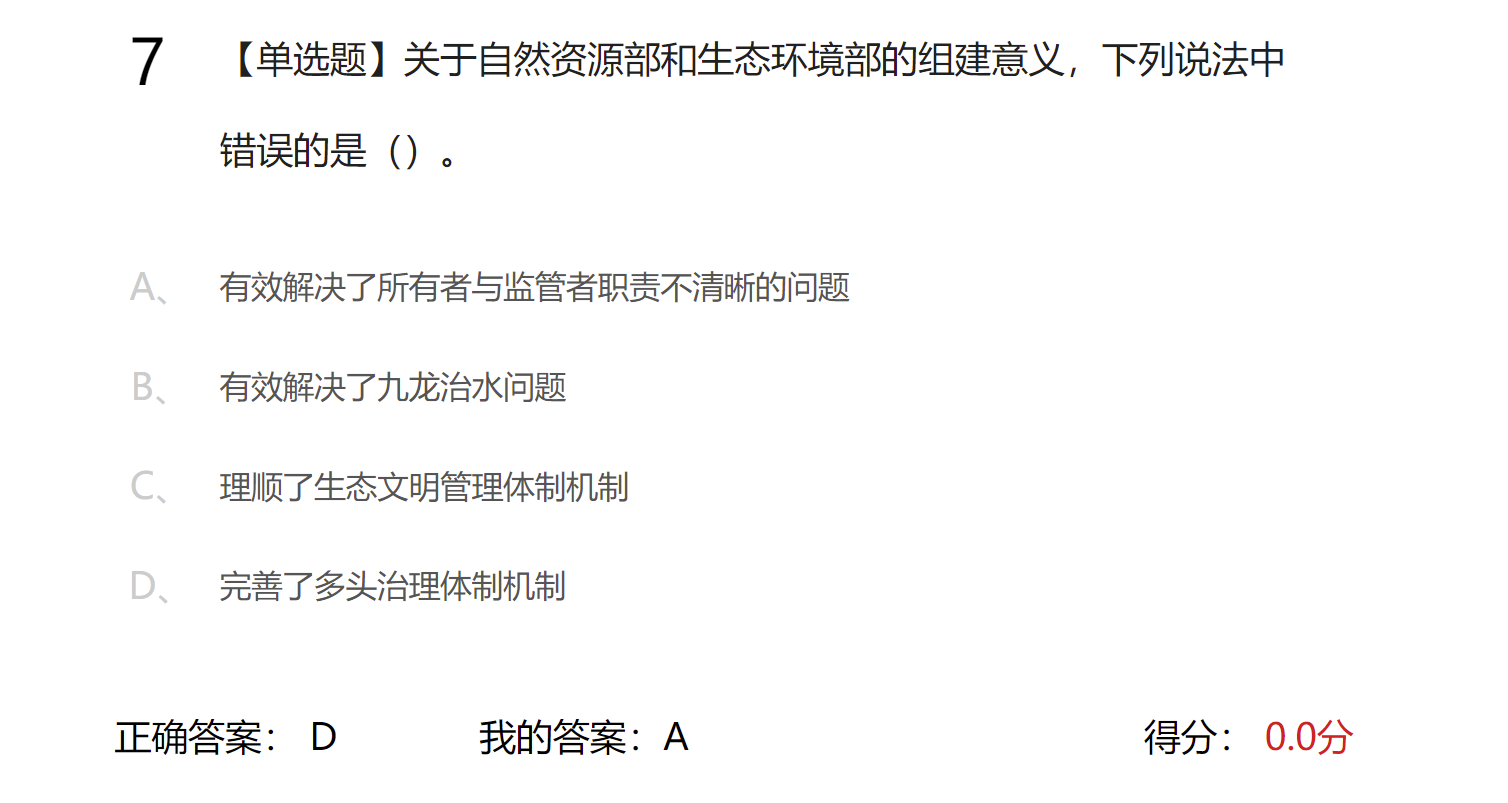 7 【单选题】关于自然资源部和生态环境部的组建意义，下列说法中
错误的是（）。
A、 有效解决了所有者与监管者职责不清晰的问题
B、 有效解决了九龙治水问题
C、 理顺了生态文明管理体制机制
D、 完善了多头治理体制机制
正确答案： D 我的答案：A 得分： 0.0分